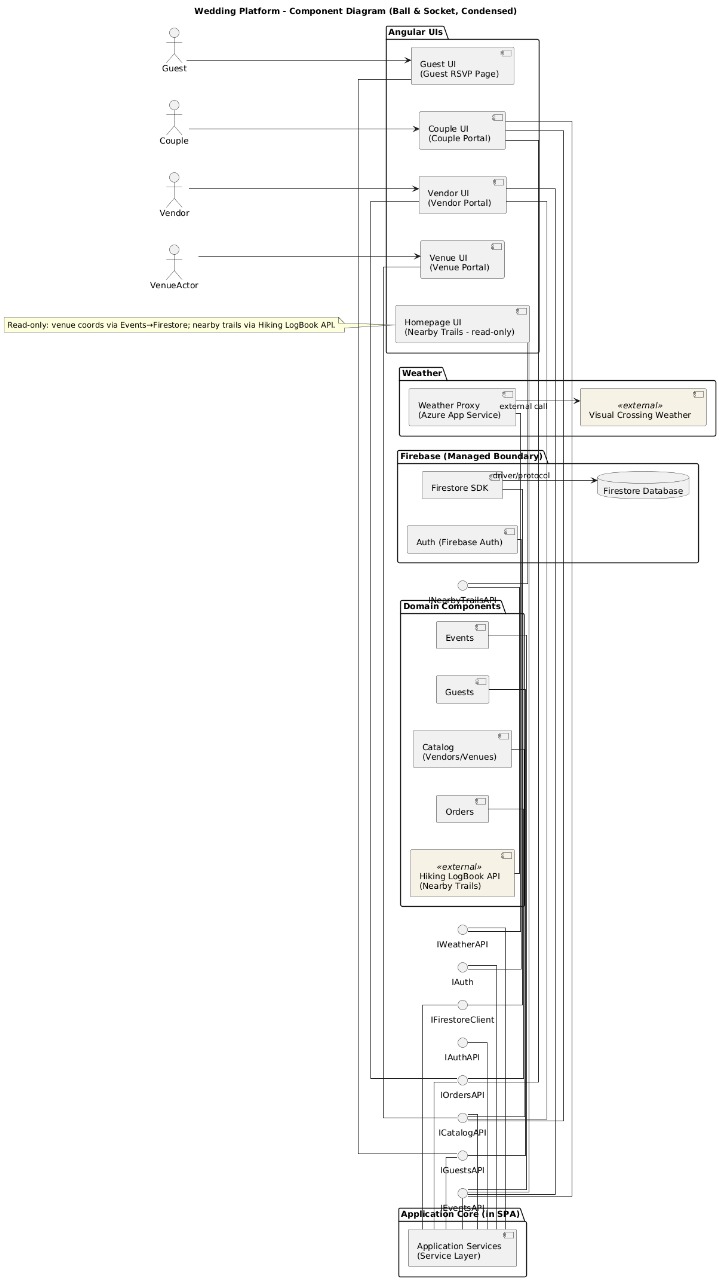 Wedding Platform - Component Diagram (Ball & Socket, Condensed)
Angular UIs
Guest
Guest UI
(Guest RSVP Page)
Couple
Couple UI
(Couple Portal)
Vendor
Vendor UI
(Vendor Portal)
VenueActor
Venue UI
(Venue Portal)
Read-only: venue coords via Events→Firestore; nearby trails via Hiking LogBook API.
Homepage UI
(Nearby Trails - read-only)
Weather
Weather Proxy
(Azure App Service)
external call
«external»
Visual Crossing Weather
Firebase (Managed Boundary)
Firestore SDK
driver/protocol
Firestore Database
Auth (Firebase Auth)
INearbyTrailsAPI
Domain Components
Events
Guests
Catalog
(Vendors/Venues)
Orders
«external»
Hiking LogBook API
(Nearby Trails)
IWeatherAPI
IAuth
IFirestoreClient
IAuthAPI
IOrdersAPI
ICatalogAPI
IGuestsAPI
IEventsAPI
Application Core (in SPA)
Application Services
(Service Layer)